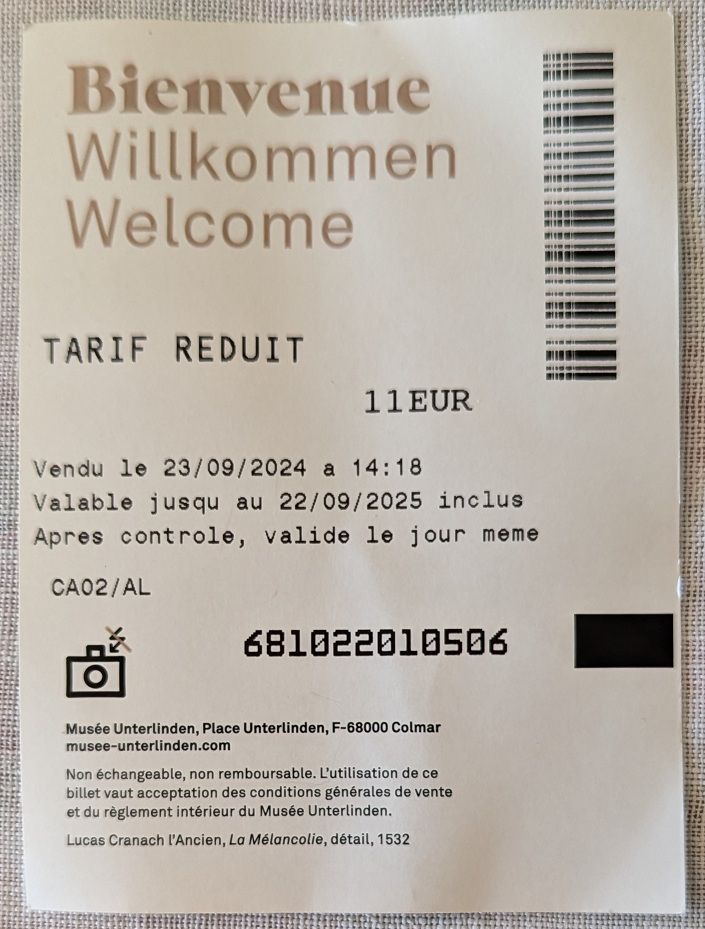 Bienvenue
Willkommen
Welcome
TARIF REDUIT
11EUR
Vendu le 23/09/2024 a 14:18
Valable jusqu au 22/09/2025 inclus
Apres controle, valide le jour meme
CA02/AL
681022010506
Musée Unterlinden, Place Unterlinden, F-68000 Colmar
musee-unterlinden.com
Non échangeable, non remboursable. L'utilisation de ce
billet vaut acceptation des conditions générales de vente
et du règlement intérieur du Musée Unterlinden.
Lucas Cranach l'Ancien, La Mélancolie, détail, 1532